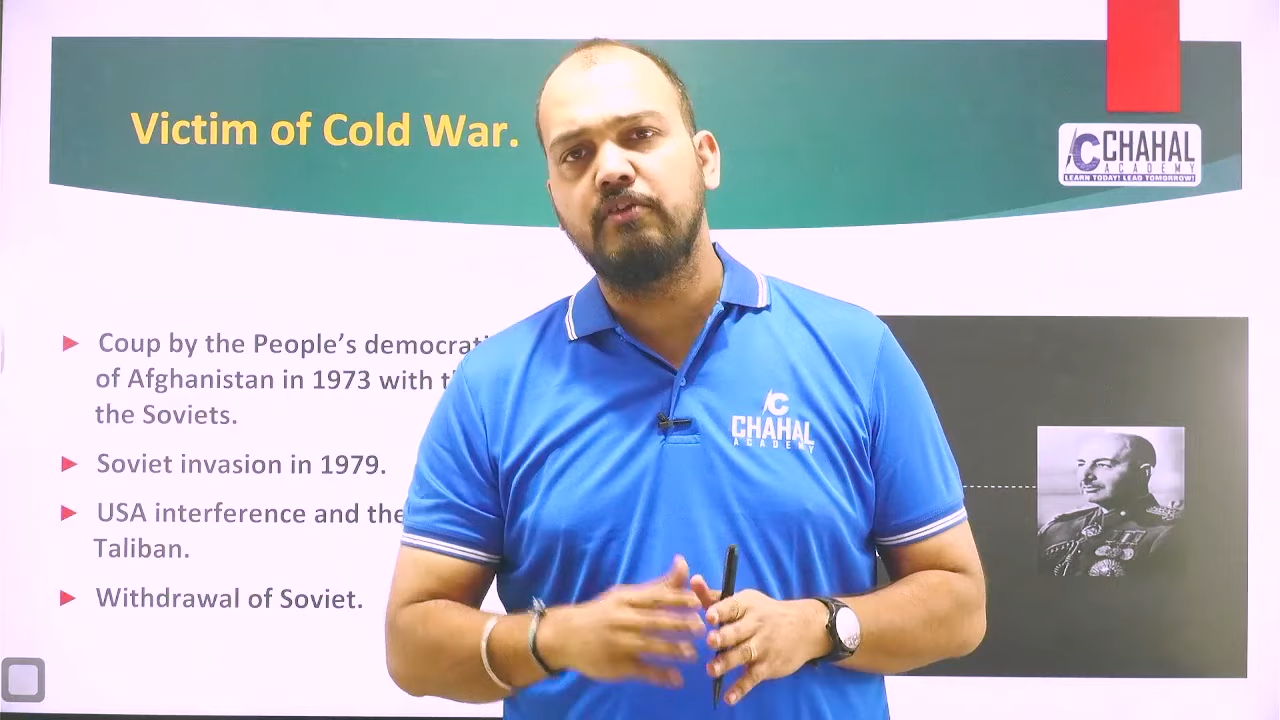 Victim of Cold War.
CHAHAL
ACADEMY
LEARN TODAY! LEAD TOMORROW!
Coup by the People's democrati
of Afghanistan in 1973 with t
the Soviets.
Soviet invasion in 1979.
USA interference and the
Taliban.
Withdrawal of Soviet.
CHAHAL
ACADEMY